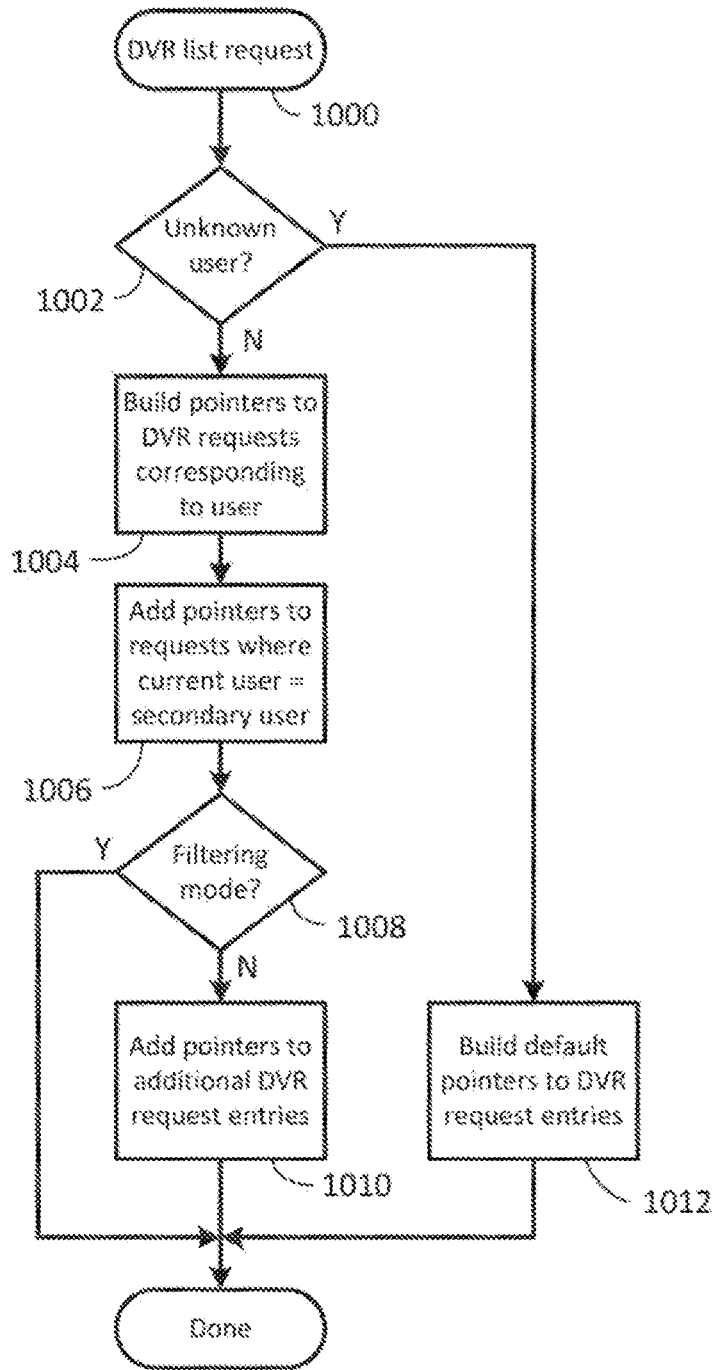 DVR list request
1000
Unknown
user?
Y
1002
N
Build pointers to
DVR requests
corresponding
to user
1004
Add pointers to
requests where
current user =
secondary user
1006
Y
Filtering
mode?
1008
N
Add pointers to
additional DVR
request entries
1010
Build default
pointers to DVR
request entries
1012
Done